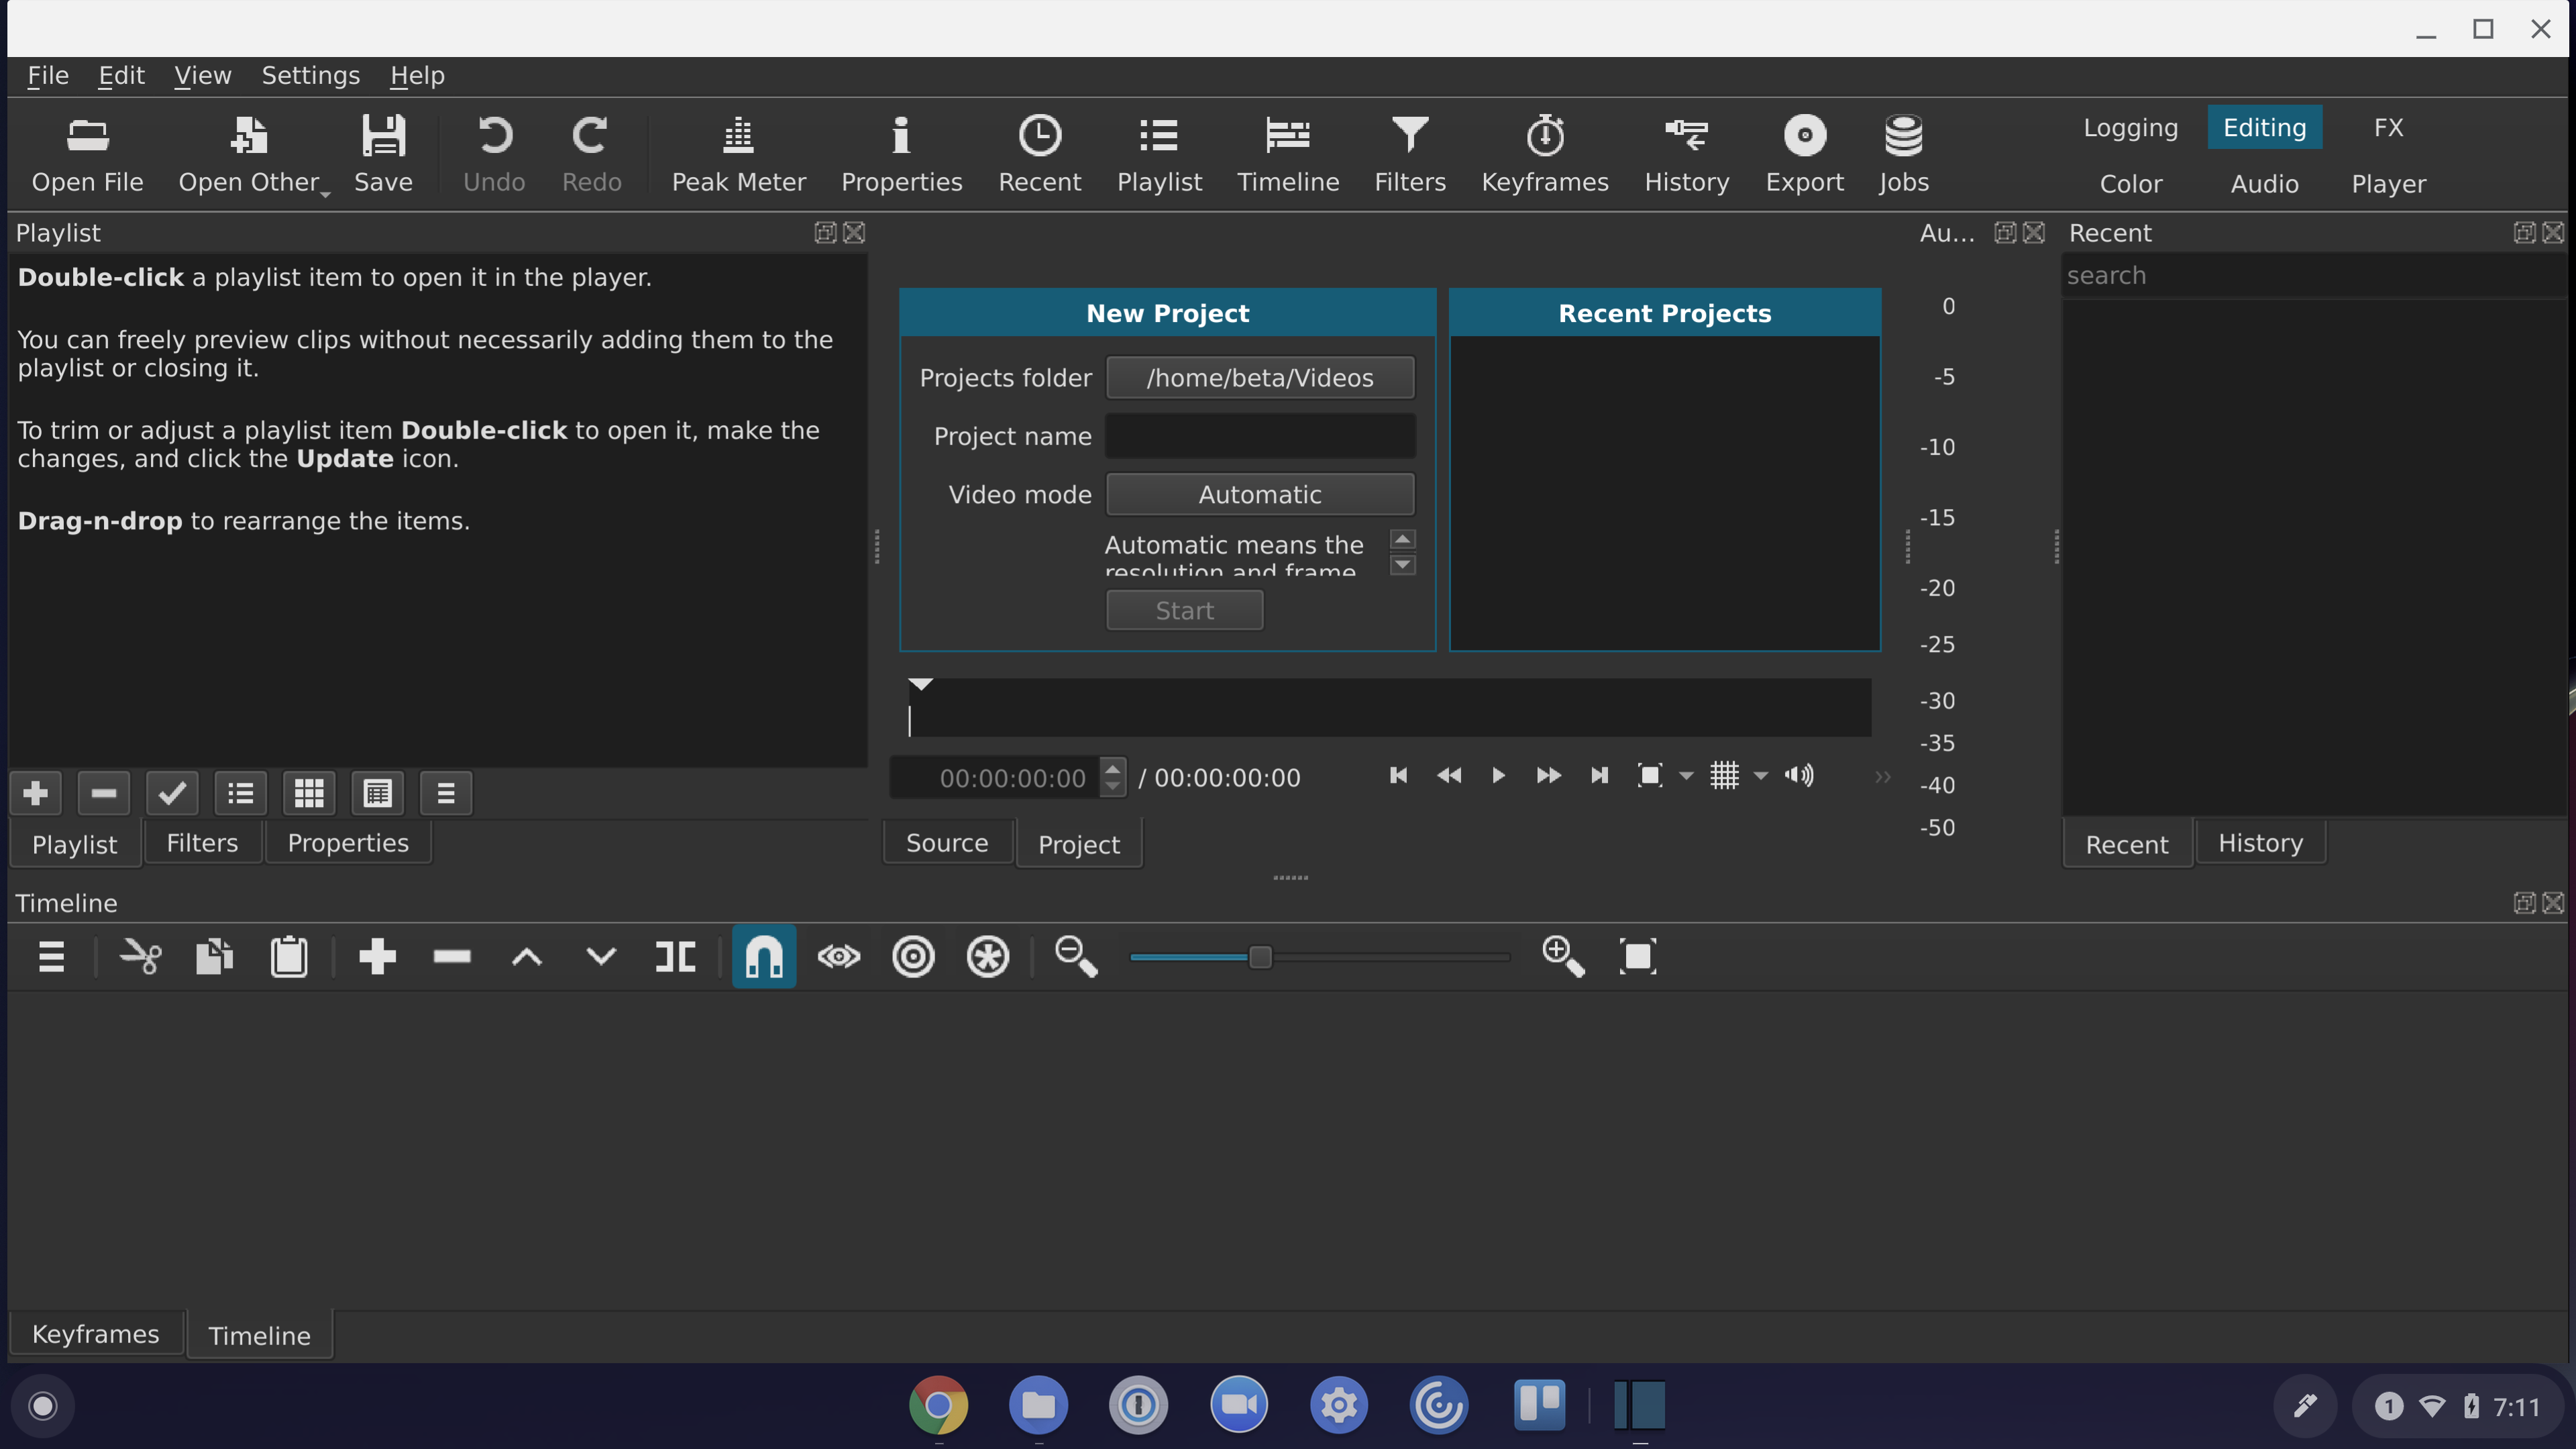 File Edit View Settings Help
Open File Open Other Save Undo Redo Peak Meter Properties Recent Playlist Timeline Filters Keyframes History Export Jobs
Logging Editing FX
Color Audio Player
Playlist
Double-click a playlist item to open it in the player.
You can freely preview clips without necessarily adding them to the
playlist or closing it.
To trim or adjust a playlist item Double-click to open it, make the
changes, and click the Update icon.
Drag-n-drop to rearrange the items.
Playlist Filters Properties
New Project
Projects folder /home/beta/Videos
Project name
Video mode Automatic
Automatic means the
resolution and frame
Start
Recent Projects
00:00:00:00 / 00:00:00:00
Source Project
Au...
0
-5
-10
-15
-20
-25
-30
-35
-40
-50
Recent
search
Recent History
Timeline
Keyframes Timeline
1 7:11